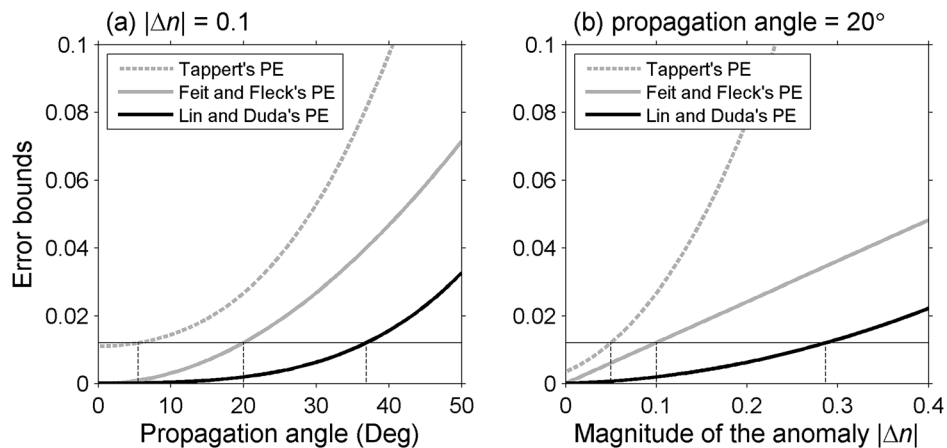 (a) |Δn| = 0.1
0.1
0.08
0.06
0.04
0.02
0
Error bounds
Tappert's PE
Feit and Fleck's PE
Lin and Duda's PE
0 10 20 30 40 50
Propagation angle (Deg)
(b) propagation angle = 20°
0.1
0.08
0.06
0.04
0.02
0
Tappert's PE
Feit and Fleck's PE
Lin and Duda's PE
0 0.1 0.2 0.3 0.4
Magnitude of the anomaly |Δn|